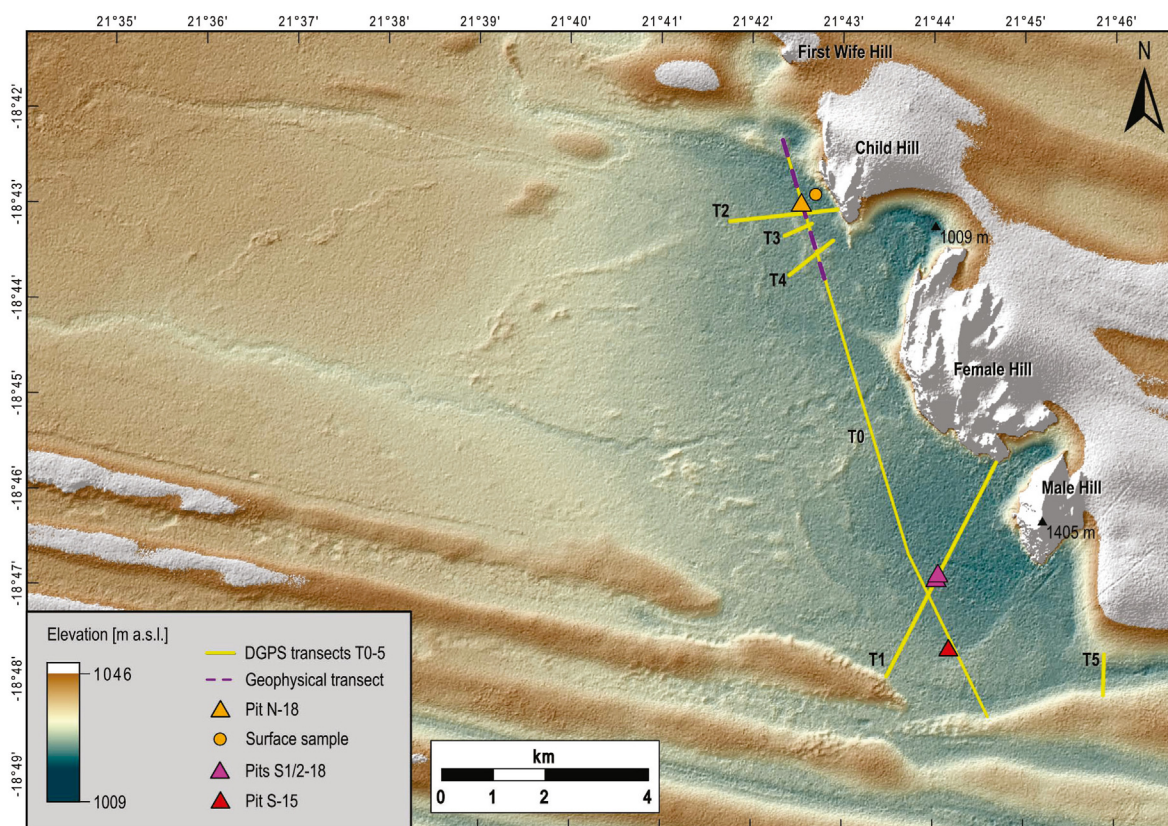 21°35'
21°36'
21°37'
21°38'
21°39'
21°40'
21°41'
21°42'
21°43'
21°44'
21°45'
21°46'
-18°42'
-18°43'
-18°44'
-18°45'
-18°46'
-18°47'
-18°48'
-18°49'
First Wife Hill
N
Child Hill
T2
T3
T4
1009 m
Female Hill
T0
Male Hill
1405 m
T1
T5
Elevation [m a.s.l.]
1046
1009
DGPS transects T0-5
Geophysical transect
Pit N-18
Surface sample
Pits S1/2-18
Pit S-15
km
0 1 2 4